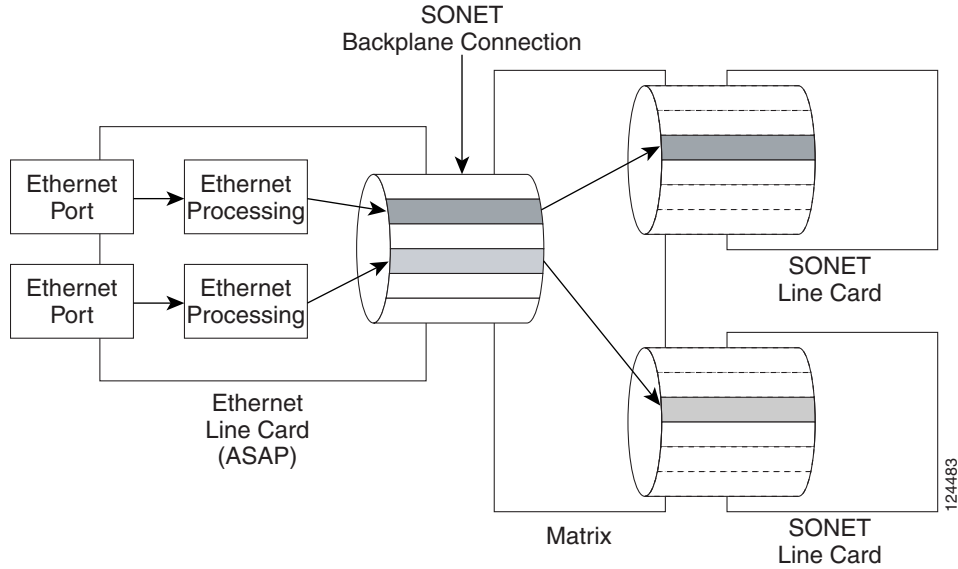 SONET
Backplane Connection
Ethernet
Port
Ethernet
Processing
Ethernet
Port
Ethernet
Processing
SONET
Line Card
Ethernet
Line Card
(ASAP)
Matrix
SONET
Line Card
124483